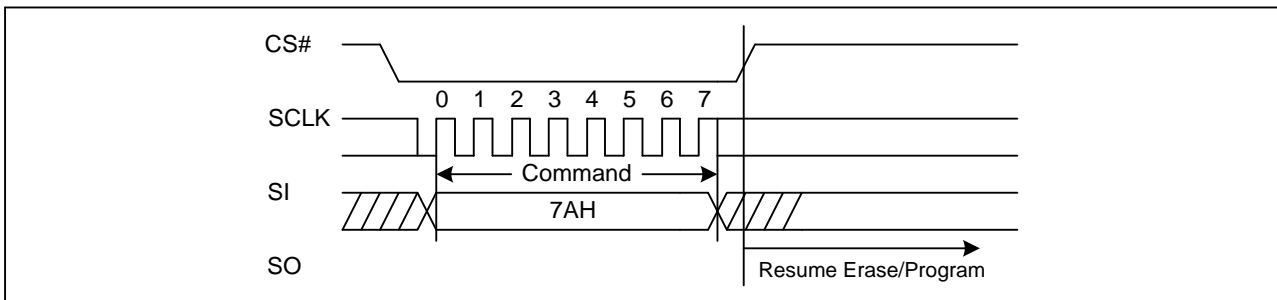 CS#
0 1 2 3 4 5 6 7
SCLK
Command
SI
7AH
SO
Resume Erase/Program